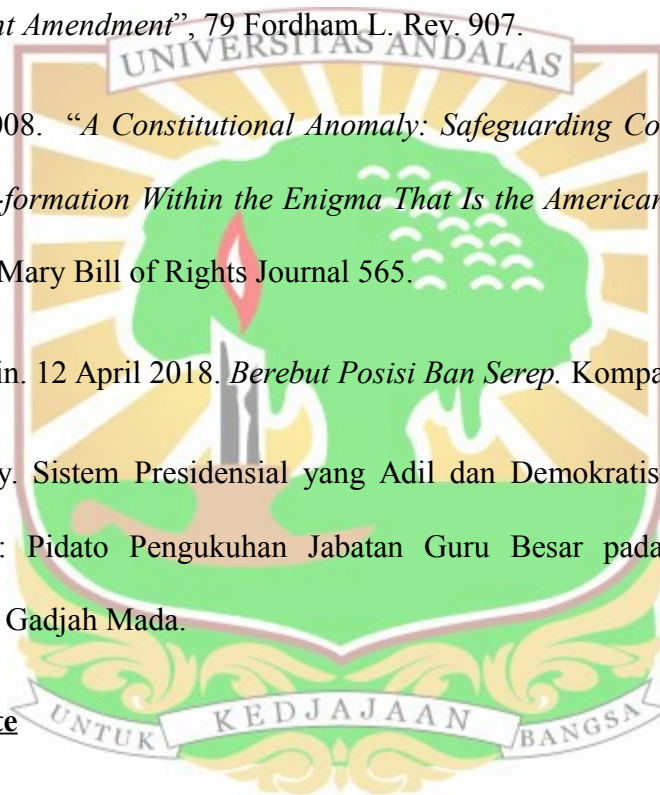 nt Amendment”, 79 Fordham L. Rev. 907.
UNIVERSITAS ANDALAS
008. “A Constitutional Anomaly: Safeguarding Co
-formation Within the Enigma That Is the American
Mary Bill of Rights Journal 565.
in. 12 April 2018. Berebut Posisi Ban Serep. Kompa
y. Sistem Presidensial yang Adil dan Demokratis
: Pidato Pengukuhan Jabatan Guru Besar pada
Gadjah Mada.
te
UNTUK KEDJAJAAN BANGSA